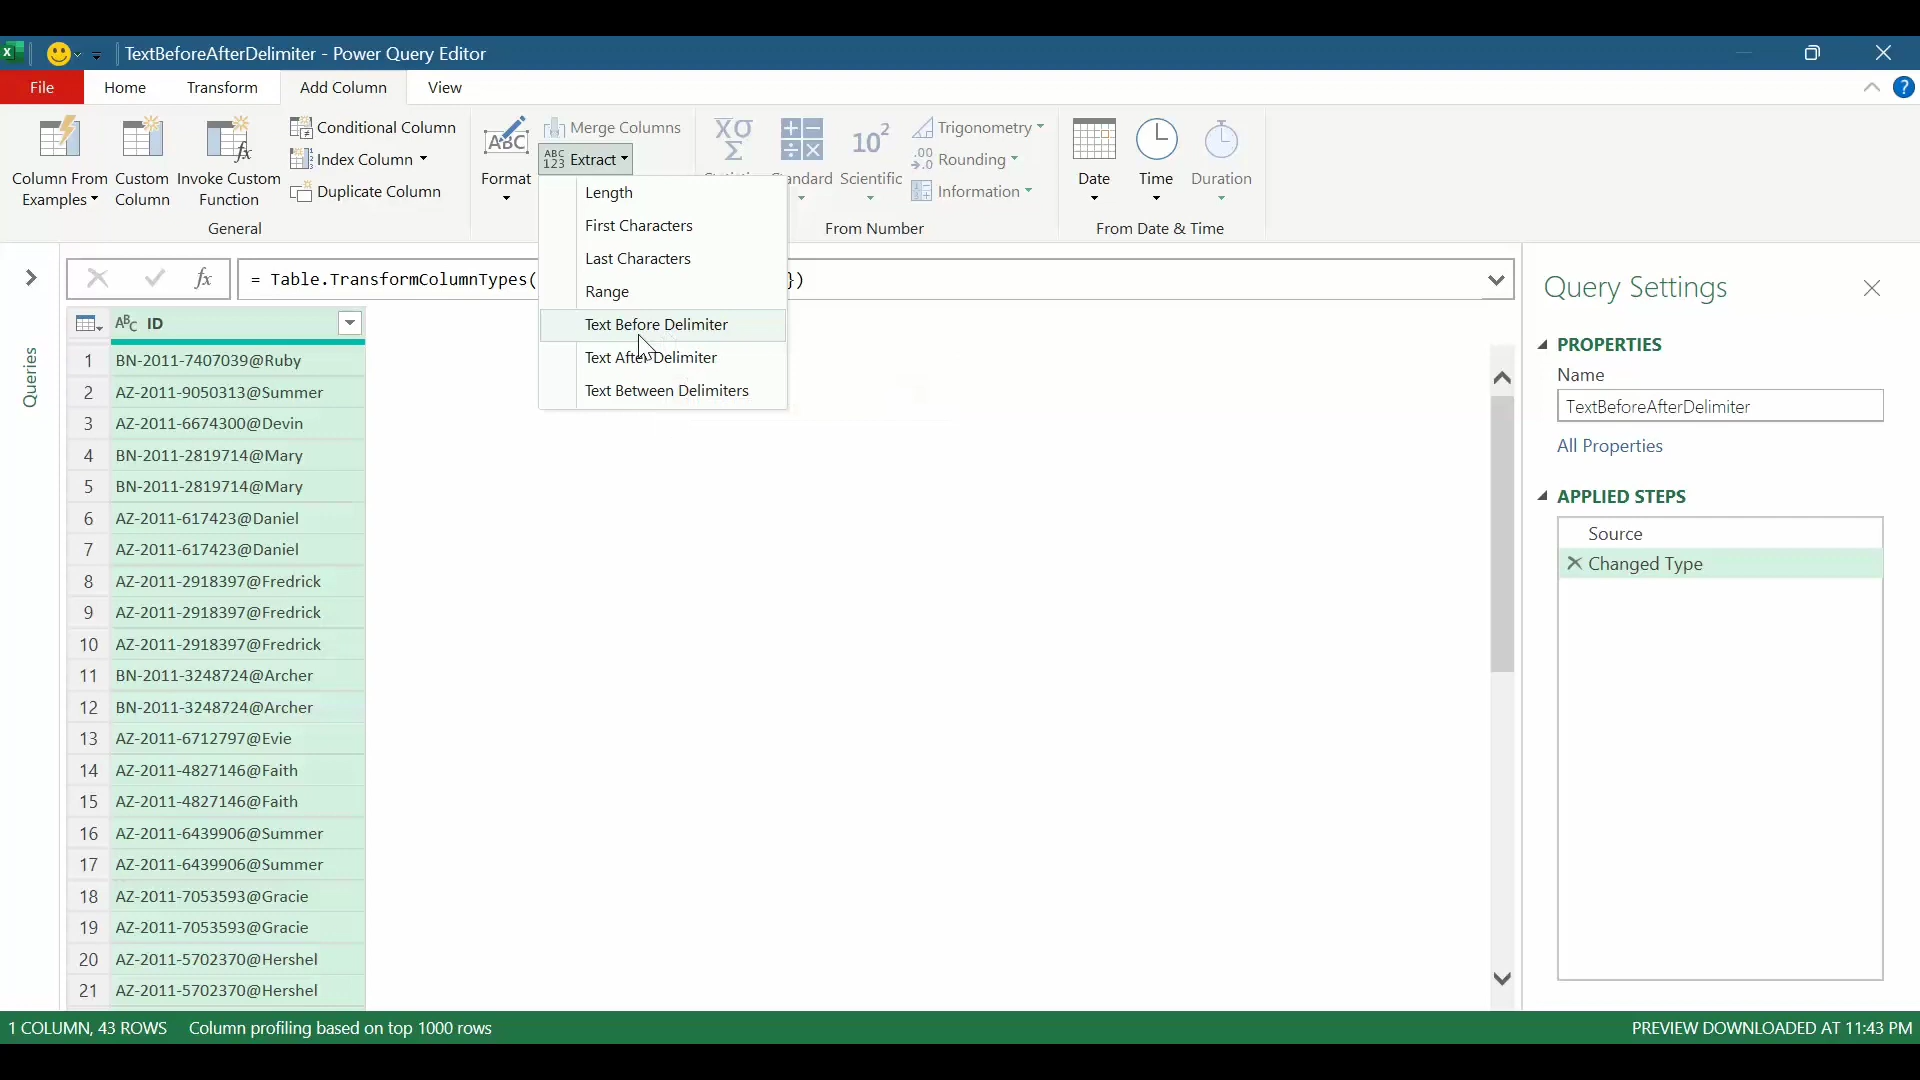 TextBeforeAfterDelimiter - Power Query Editor
File Home Transform Add Column View
Column From Examples
Custom Column
Invoke Custom Function
Conditional Column
Index Column
Duplicate Column
General
ABC
Format
Merge Columns
ABC 123 Extract
Length
First Characters
Last Characters
Range
Text Before Delimiter
Text After Delimiter
Text Between Delimiters
XO Σ
Standard
10²
Scientific
Trigonometry
.00 Rounding
Information
From Number
Date
Time
Duration
From Date & Time
fx = Table.TransformColumnTypes( })
Queries
ABC ID
1 BN-2011-7407039@Ruby
2 AZ-2011-9050313@Summer
3 AZ-2011-6674300@Devin
4 BN-2011-2819714@Mary
5 BN-2011-2819714@Mary
6 AZ-2011-617423@Daniel
7 AZ-2011-617423@Daniel
8 AZ-2011-2918397@Fredrick
9 AZ-2011-2918397@Fredrick
10 AZ-2011-2918397@Fredrick
11 BN-2011-3248724@Archer
12 BN-2011-3248724@Archer
13 AZ-2011-6712797@Evie
14 AZ-2011-4827146@Faith
15 AZ-2011-4827146@Faith
16 AZ-2011-6439906@Summer
17 AZ-2011-6439906@Summer
18 AZ-2011-7053593@Gracie
19 AZ-2011-7053593@Gracie
20 AZ-2011-5702370@Hershel
21 AZ-2011-5702370@Hershel
Query Settings
PROPERTIES
Name
TextBeforeAfterDelimiter
All Properties
APPLIED STEPS
Source
Changed Type
1 COLUMN, 43 ROWS Column profiling based on top 1000 rows
PREVIEW DOWNLOADED AT 11:43 PM